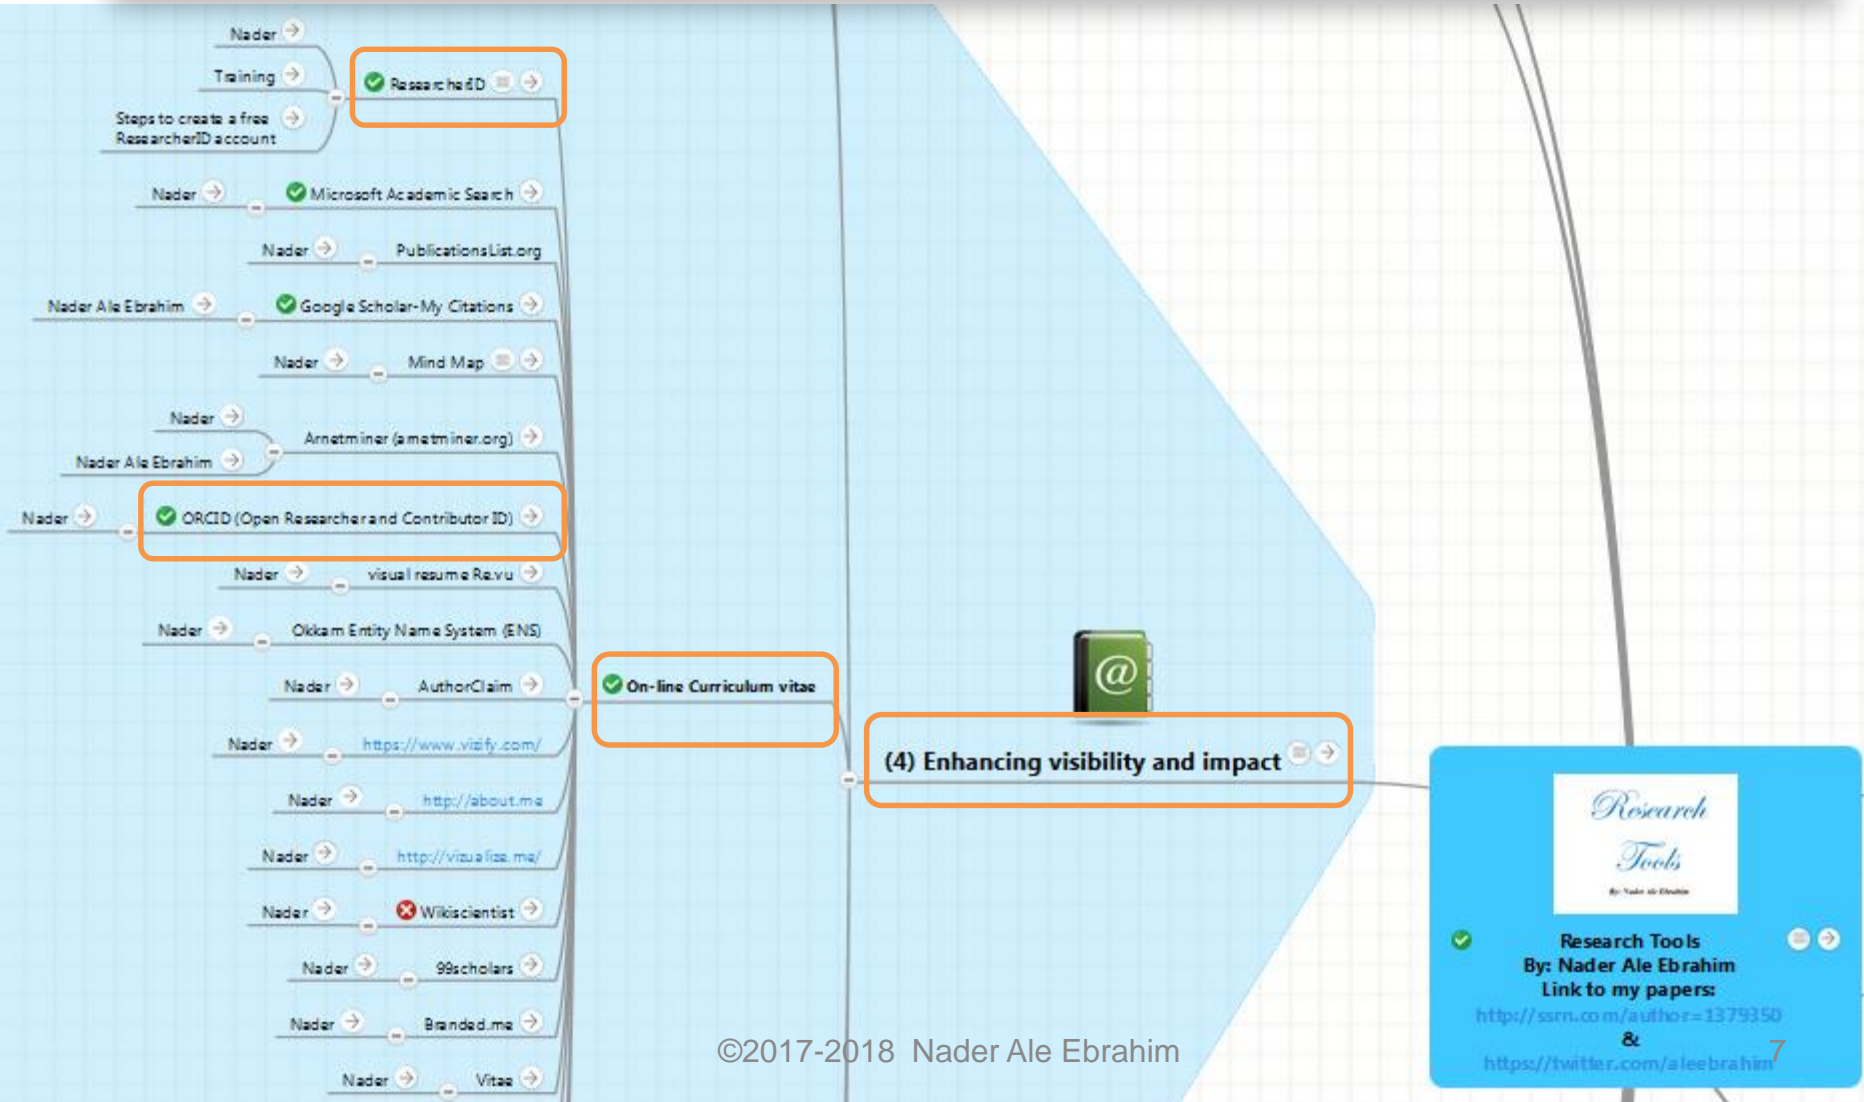 Nader
Training
Steps to create a free
ResearcherID account
ResearcherID
Nader
Microsoft Academic Search
Nader
PublicationsList.org
Nader Ale Ebrahim
Google Scholar-My Citations
Nader
Mind Map
Nader
Nader Ale Ebrahim
Arnetminer (arnetminer.org)
Nader
ORCID (Open Researcher and Contributor ID)
Nader
visual resume Re.vu
Nader
Okkam Entity Name System (ENS)
Nader
AuthorClaim
Nader
https://www.vizify.com/
Nader
http://about.me
Nader
http://vizualize.me/
Nader
Wikiscientist
Nader
99scholars
Nader
Branded.me
Nader
Vitae
On-line Curriculum vitae
@
(4) Enhancing visibility and impact
Research
Tools
By: Nader Ale Ebrahim
Research Tools
By: Nader Ale Ebrahim
Link to my papers:
http://ssrn.com/author=1379350
&
https://twitter.com/aleebrahim
©2017-2018 Nader Ale Ebrahim
7